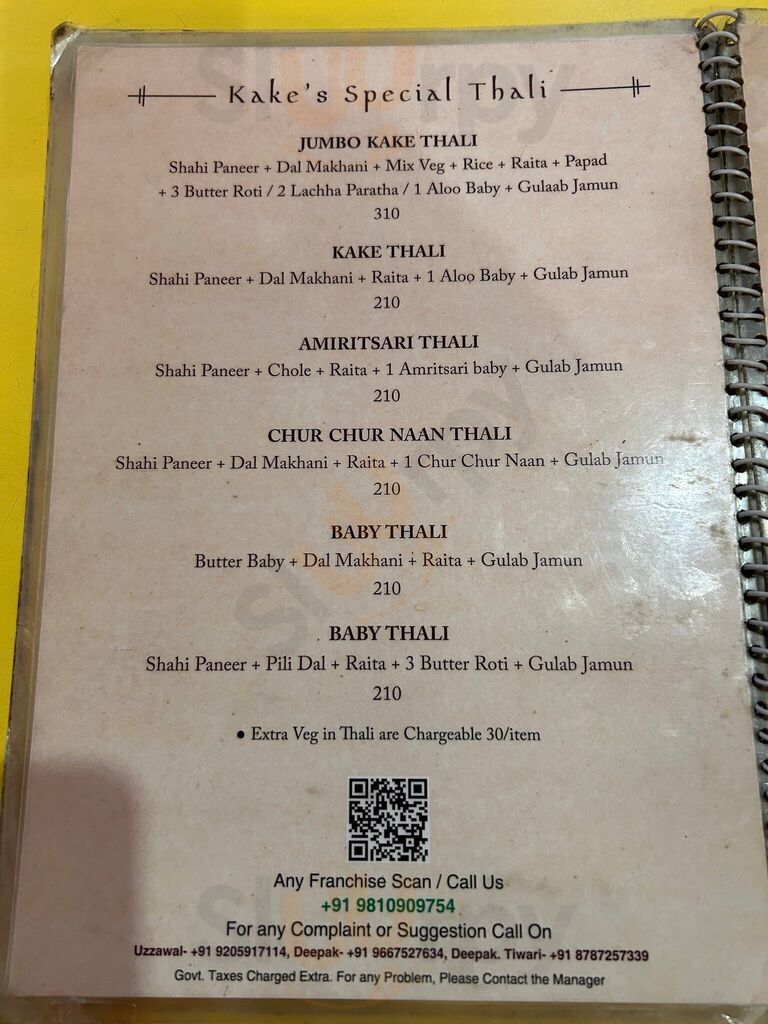 Kake's Special Thali
JUMBO KAKE THALI
Shahi Paneer + Dal Makhani + Mix Veg + Rice + Raita + Papad
+ 3 Butter Roti / 2 Lachha Paratha / 1 Aloo Baby + Gulaab Jamun
310
KAKE THALI
Shahi Paneer + Dal Makhani + Raita + 1 Aloo Baby + Gulab Jamun
210
AMIRITSARI THALI
Shahi Paneer + Chole + Raita + 1 Amritsari baby + Gulab Jamun
210
CHUR CHUR NAAN THALI
Shahi Paneer + Dal Makhani + Raita + 1 Chur Chur Naan + Gulab Jamun
210
BABY THALI
Butter Baby + Dal Makhani + Raita + Gulab Jamun
210
BABY THALI
Shahi Paneer + Pili Dal + Raita + 3 Butter Roti + Gulab Jamun
210
• Extra Veg in Thali are Chargeable 30/item
Any Franchise Scan / Call Us
+91 9810909754
For any Complaint or Suggestion Call On
Uzzawal- +91 9205917114, Deepak- +91 9667527634, Deepak. Tiwari- +91 8787257339
Govt. Taxes Charged Extra. For any Problem, Please Contact the Manager